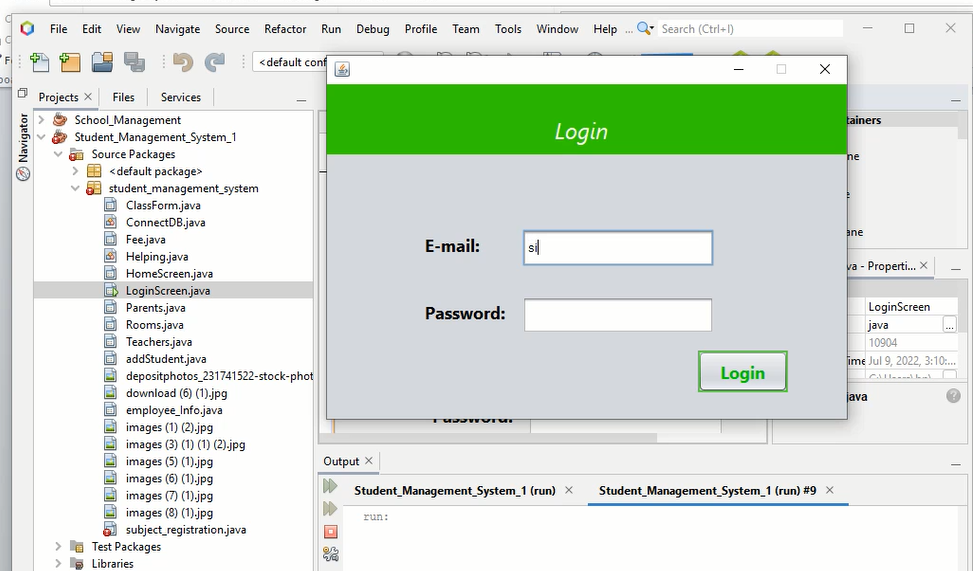 File Edit View Navigate Source Refactor Run Debug Profile Team Tools Window Help ... Search (Ctrl+I)
<default conf
Projects Files Services
Navigator
School_Management
Student_Management_System_1
Source Packages
<default package>
student_management_system
ClassForm.java
ConnectDB.java
Fee.java
Helping.java
HomeScreen.java
LoginScreen.java
Parents.java
Rooms.java
Teachers.java
addStudent.java
depositphotos_231741522-stock-phot
download (6) (1).jpg
employee_Info.java
images (1) (2).jpg
images (3) (1) (1) (2).jpg
images (5) (1).jpg
images (6) (1).jpg
images (7) (1).jpg
images (8) (1).jpg
subject_registration.java
Test Packages
Libraries
Login
E-mail: si
Password:
Login
Password:
tainers
ne
e
ane
va - Properti...
LoginScreen
java ...
10904
Time Jul 9, 2022, 3:10:...
java
Output
Student_Management_System_1 (run) Student_Management_System_1 (run) #9
run: